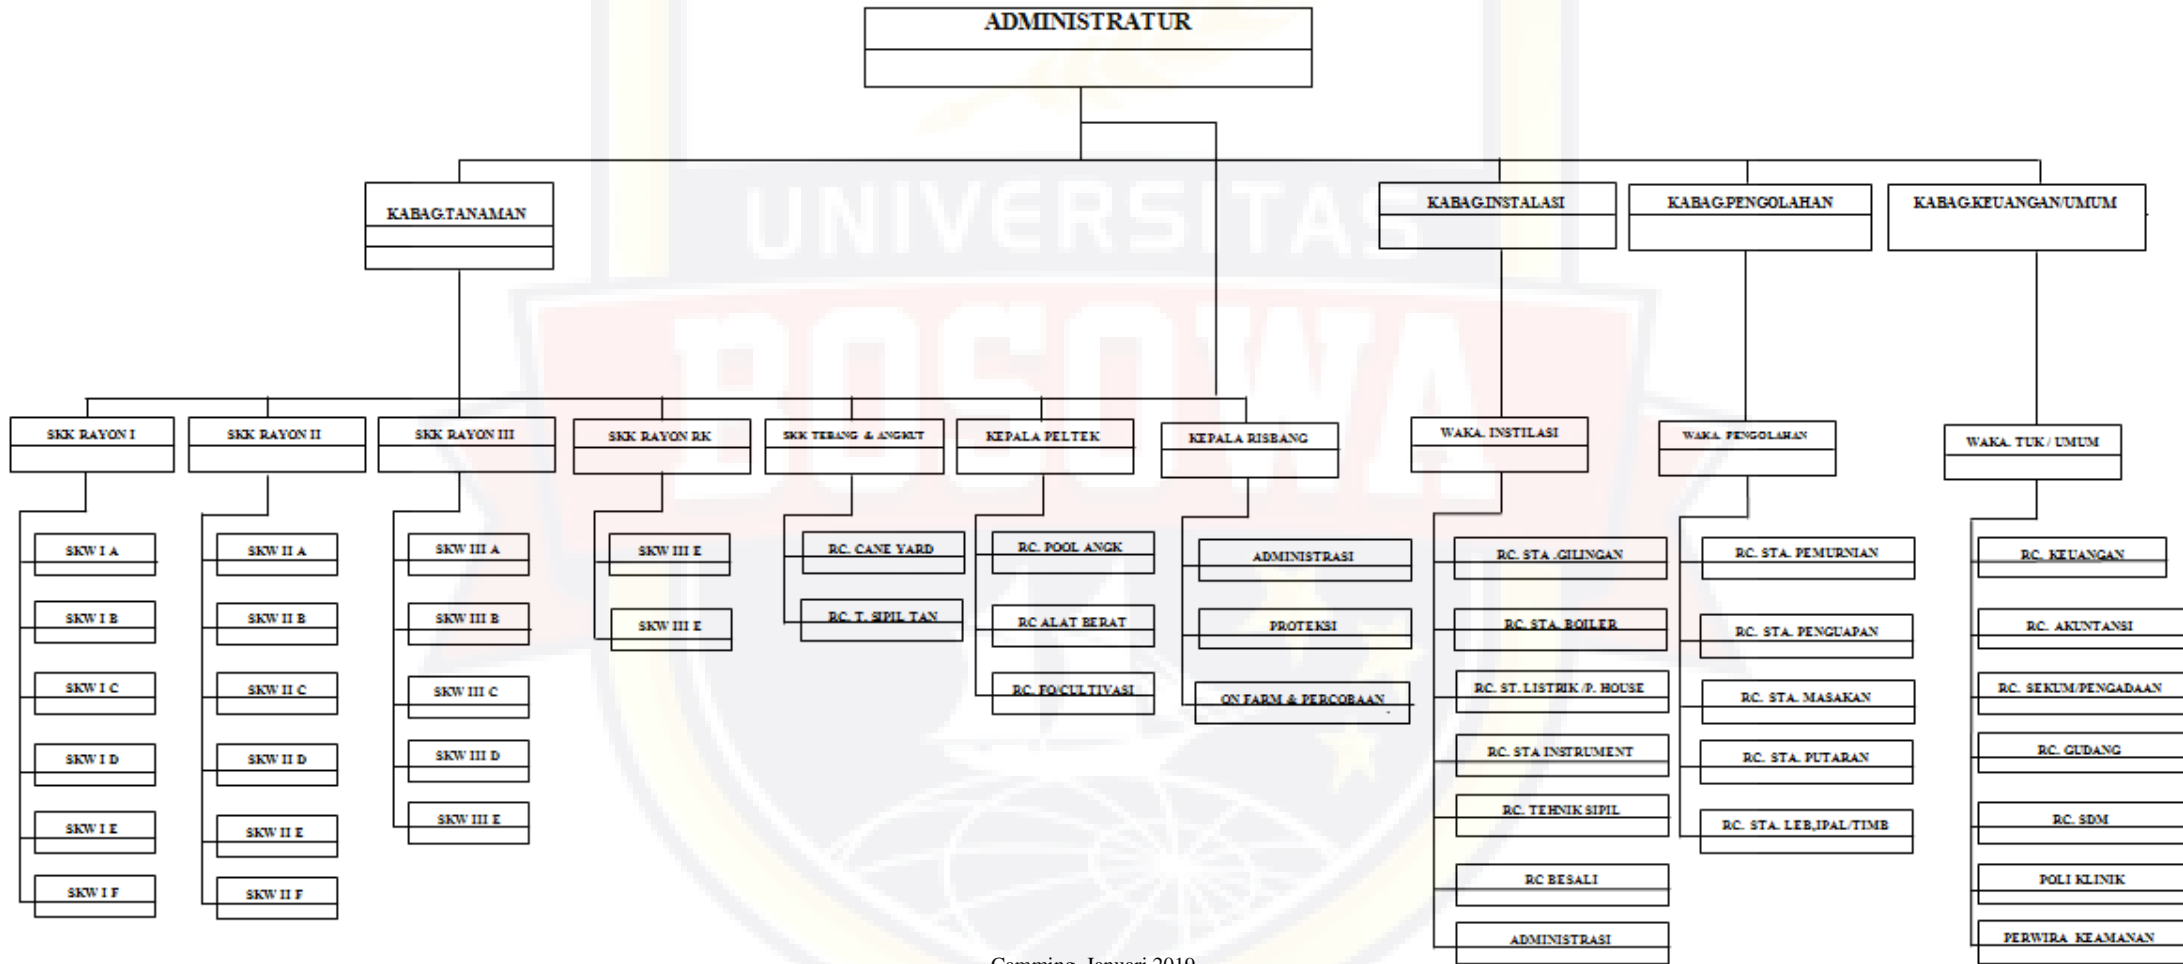 ADMINISTRATUR
KABAG.TANAMAN
KABAG.INSTALASI
KABAG.PENGOLAHAN
KABAG.KEUANGAN/UMUM
UNIVERSITAS
BOSOWA
SKK RAYON I
SKK RAYON II
SKK RAYON III
SKK RAYON RK
SKK TEBANG & ANGKUT
KEPALA PELTEK
KEPALA RISBANG
WAKA. INSTILASI
WAKA. PENGOLAHAN
WAKA. TUK / UMUM
SKW I A
SKW I B
SKW I C
SKW I D
SKW I E
SKW I F
SKW II A
SKW II B
SKW II C
SKW II D
SKW II E
SKW II F
SKW III A
SKW III B
SKW III C
SKW III D
SKW III E
SKW III E
SKW III E
RC. CANE YARD
RC. T. SIPIL TAN
RC. POOL ANGK
RC ALAT BERAT
RC. FO/CULTIVASI
ADMINISTRASI
PROTEKSI
ON FARM & PERCOBAAN
RC. STA .GILINGAN
RC. STA. BOILER
RC. ST. LISTRIK /P. HOUSE
RC. STA INSTRUMENT
RC. TEHNIK SIPIL
RC BESALI
ADMINISTRASI
RC. STA. PEMURNIAN
RC. STA. PENGUAPAN
RC. STA. MASAKAN
RC. STA. PUTARAN
RC. STA. LEB,IPAL/TIMB
RC. KEUANGAN
RC. AKUNTANSI
RC. SEKUM/PENGADAAN
RC. GUDANG
RC. SDM
POLI KLINIK
PERWIRA KEAMANAN
Camming, Januari 2019